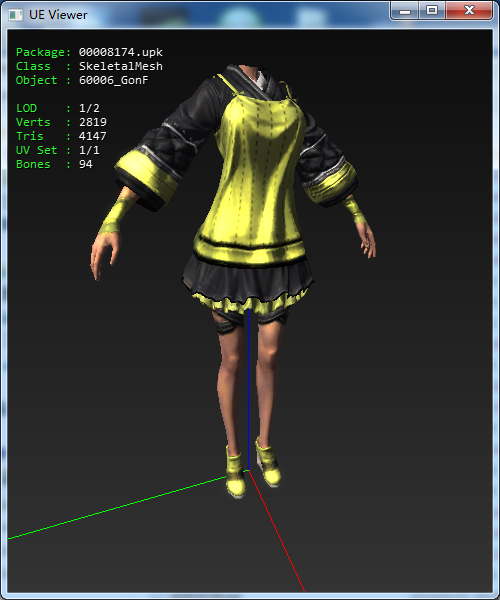 UE Viewer
Package: 00008174.upk
Class : SkeletalMesh
Object : 60006_GonF
LOD : 1/2
Verts : 2819
Tris : 4147
UV Set : 1/1
Bones : 94